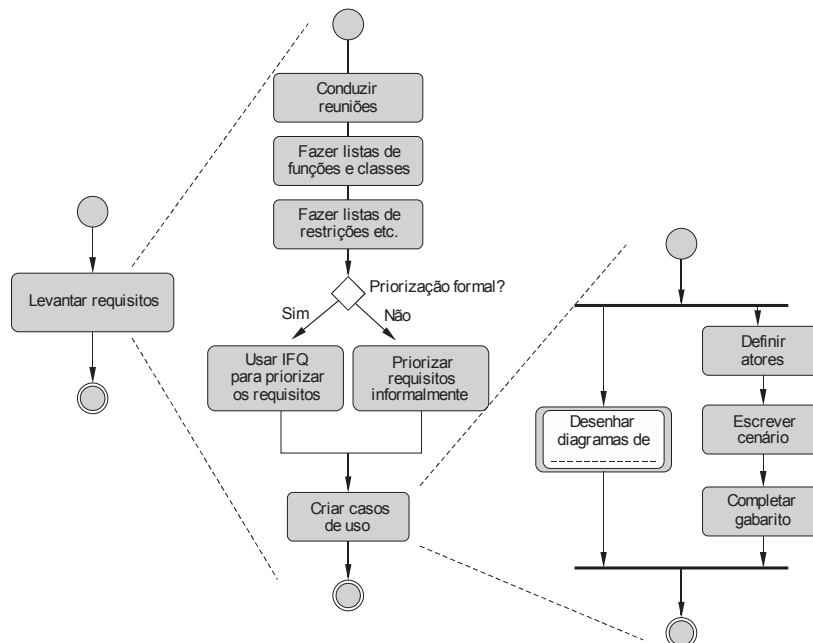 Levantar requisitos
Conduzir
reuniões
Fazer listas de
funções e classes
Fazer listas de
restrições etc.
Priorização formal?
Sim
Não
Usar IFQ
para priorizar
os requisitos
Priorizar
requisitos
informalmente
Criar casos
de uso
Desenhar
diagramas de
_ _ _ _ _ _ _ _ _ _ _
Definir
atores
Escrever
cenário
Completar
gabarito